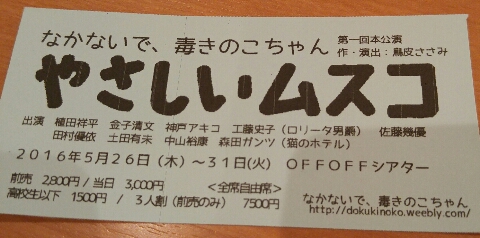 なかないで、毒きのこちゃん 第一回本公演
作・演出：鳥皮ささみ
やさしいムスコ
出演 植田祥平 金子清文 神戸アキコ 工藤史子（ロリータ男爵） 佐藤幾優
田村優依 土田有未 中山裕康 森田ガンツ（猫のホテル）
２０１６年５月２６日（木）～３１日(火) ＯＦＦＯＦＦシアター
前売 2,800円 / 当日 3,000円 ＜全席自由席＞
高校生以下 1500円 / ３人割（前売のみ） 7500円
なかないで、毒きのこちゃん
http://dokukinoko.weebly.com/